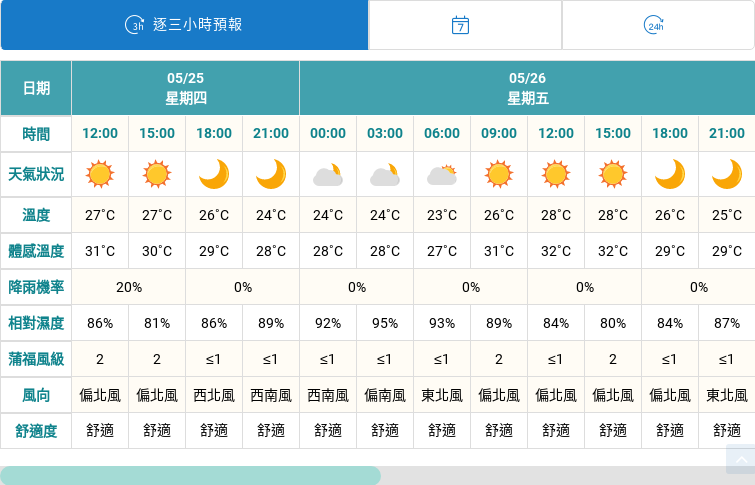 3h 逐三小時預報
7
24h
日期 05/25 星期四 05/26 星期五
時間 12:00 15:00 18:00 21:00 00:00 03:00 06:00 09:00 12:00 15:00 18:00 21:00
天氣狀況
溫度 27˚C 27˚C 26˚C 24˚C 24˚C 24˚C 23˚C 26˚C 28˚C 28˚C 26˚C 25˚C
體感溫度 31˚C 30˚C 29˚C 28˚C 28˚C 28˚C 27˚C 31˚C 32˚C 32˚C 29˚C 29˚C
降雨機率 20% 0% 0% 0% 0% 0%
相對濕度 86% 81% 86% 89% 92% 95% 93% 89% 84% 80% 84% 87%
蒲福風級 2 2 ≤1 ≤1 ≤1 ≤1 ≤1 2 ≤1 2 ≤1 ≤1
風向 偏北風 偏北風 西北風 西南風 西南風 偏南風 東北風 偏北風 偏北風 偏北風 偏北風 東北風
舒適度 舒適 舒適 舒適 舒適 舒適 舒適 舒適 舒適 舒適 舒適 舒適 舒適